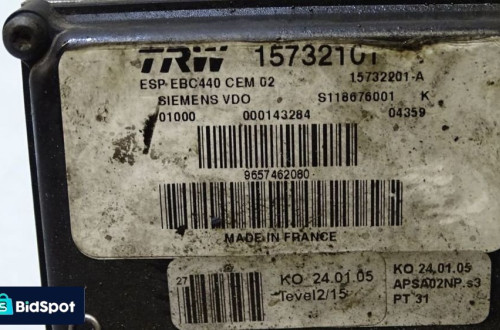 TRW 15732101
ESP EBC440 CEM 02 15732201-A
SIEMENS VDO S118676001 K
01000 000143284 04359
9657462080
MADE IN FRANCE
27
KO 24.01.05
Tevel2/15
KO 24.01.05
APSA02NP.s3
PT 31
BidSpot